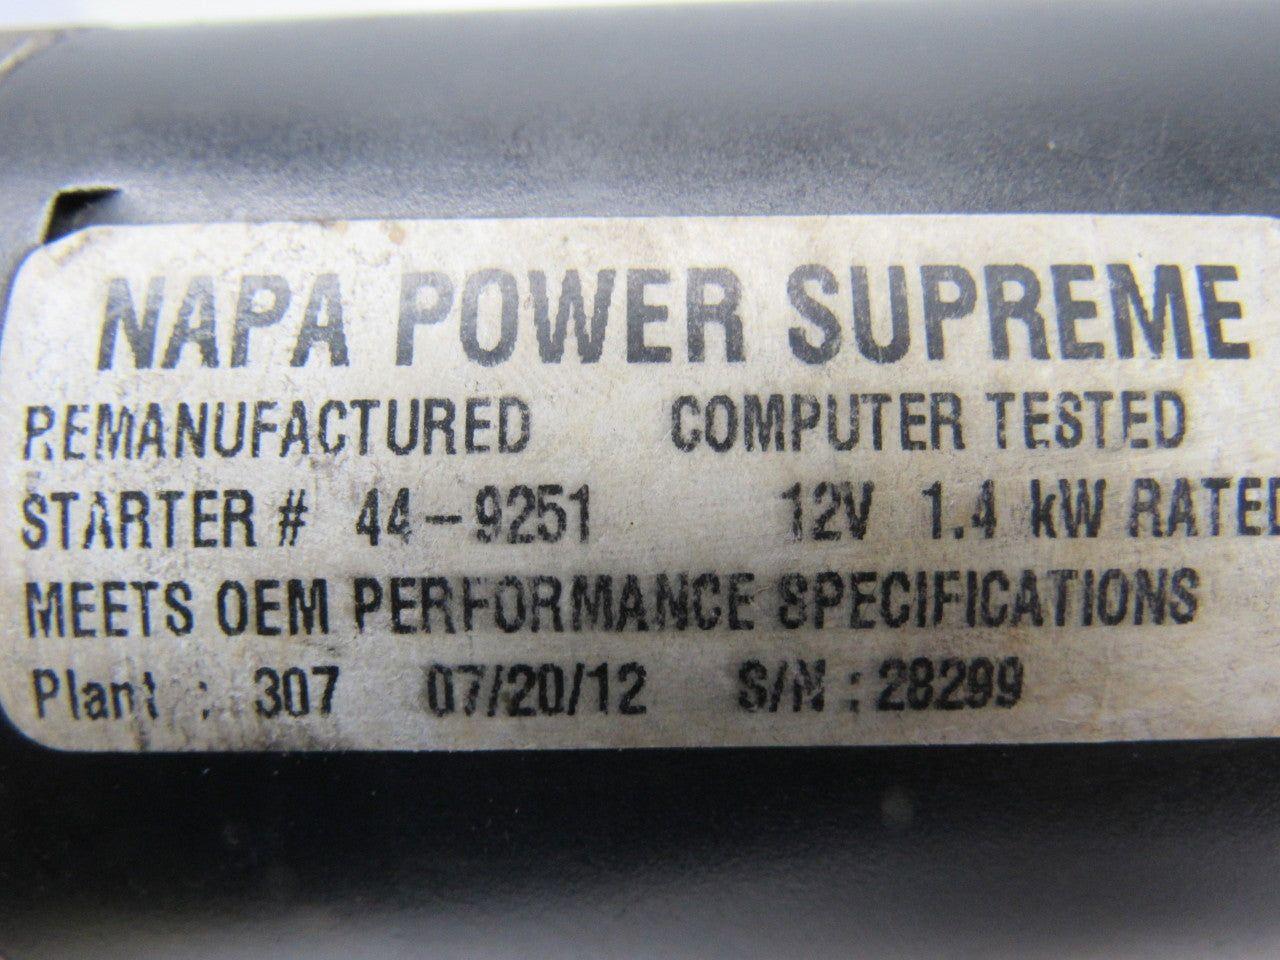 NAPA POWER SUPREME
REMANUFACTURED COMPUTER TESTED
STARTER # 44-9251 12V 1.4 kW RATED
MEETS OEM PERFORMANCE SPECIFICATIONS
Plant : 307 07/20/12 S/N : 28299